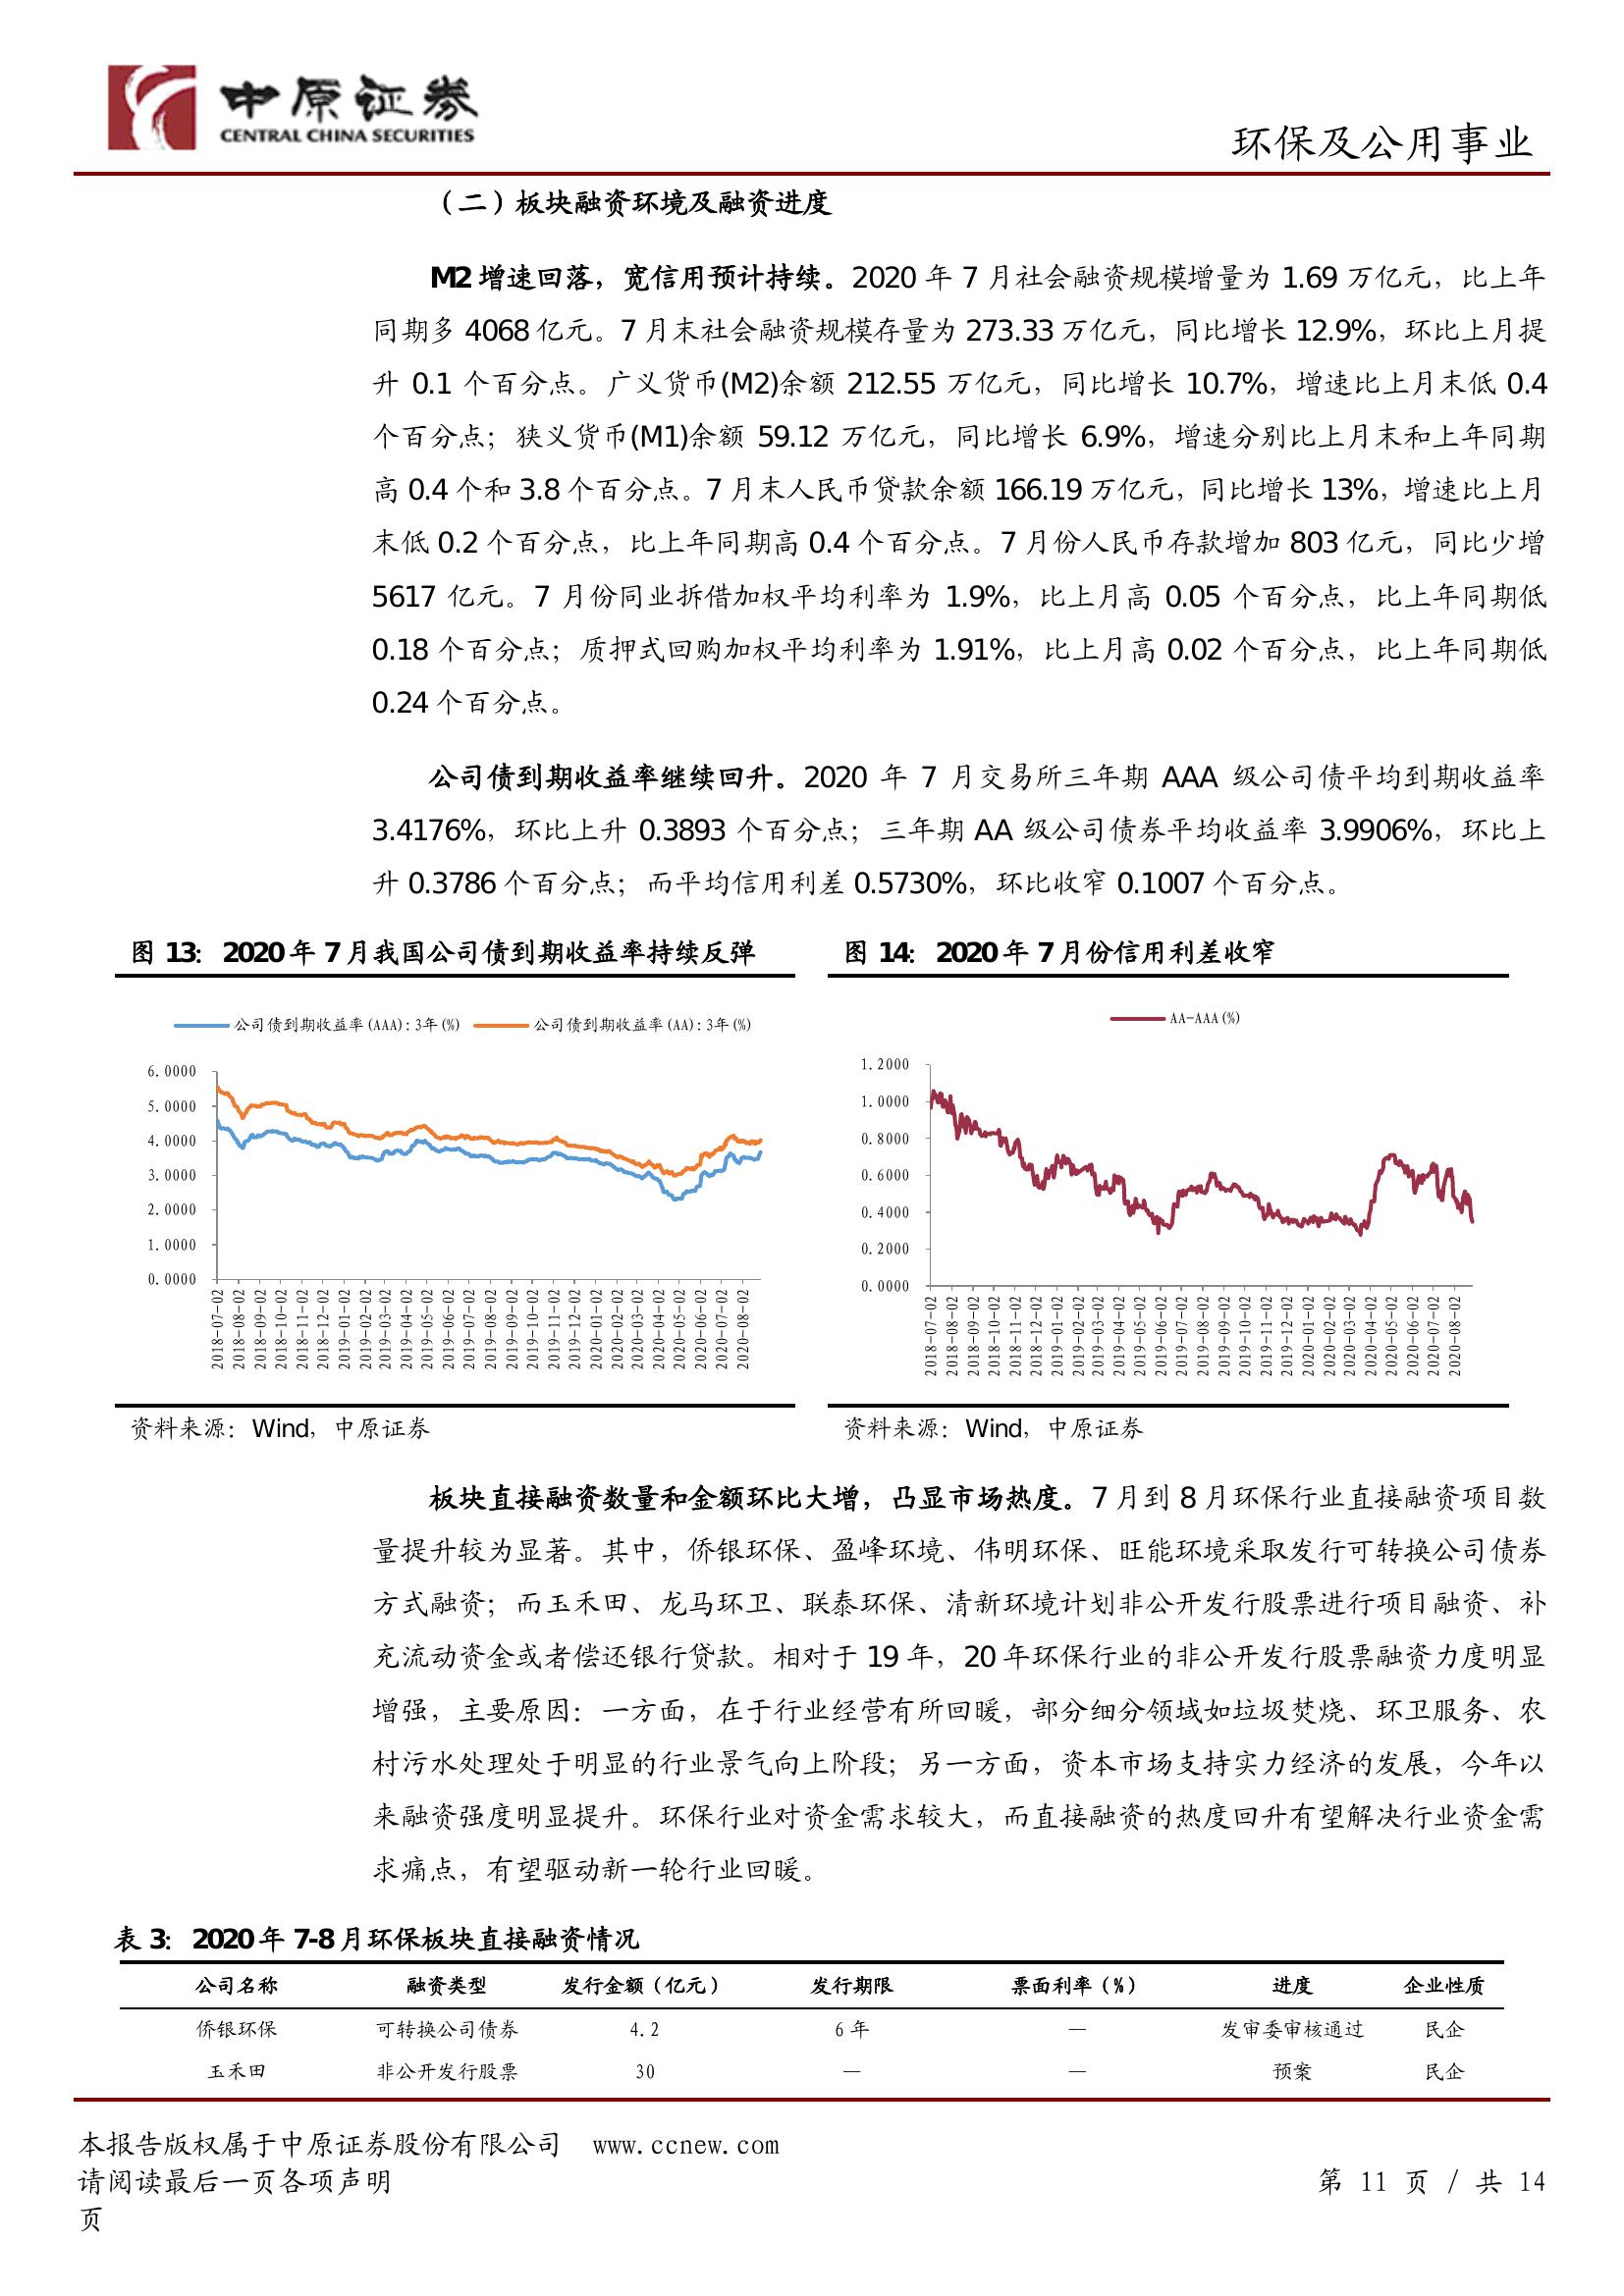 中原证券
CENTRAL CHINA SECURITIES
环保及公用事业
（二）板块融资环境及融资进度
M2 增速回落，宽信用预计持续。2020 年 7 月社会融资规模增量为 1.69 万亿元，比上年
同期多 4068 亿元。7 月末社会融资规模存量为 273.33 万亿元，同比增长 12.9%，环比上月提
升 0.1 个百分点。广义货币(M2)余额 212.55 万亿元，同比增长 10.7%，增速比上月末低 0.4
个百分点；狭义货币(M1)余额 59.12 万亿元，同比增长 6.9%，增速分别比上月末和上年同期
高 0.4 个和 3.8 个百分点。7 月末人民币贷款余额 166.19 万亿元，同比增长 13%，增速比上月
末低 0.2 个百分点，比上年同期高 0.4 个百分点。7 月份人民币存款增加 803 亿元，同比少增
5617 亿元。7 月份同业拆借加权平均利率为 1.9%，比上月高 0.05 个百分点，比上年同期低
0.18 个百分点；质押式回购加权平均利率为 1.91%，比上月高 0.02 个百分点，比上年同期低
0.24 个百分点。
公司债到期收益率继续回升。2020 年 7 月交易所三年期 AAA 级公司债平均到期收益率
3.4176%，环比上升 0.3893 个百分点；三年期 AA 级公司债券平均收益率 3.9906%，环比上
升 0.3786 个百分点；而平均信用利差 0.5730%，环比收窄 0.1007 个百分点。
图 13： 2020 年 7 月我国公司债到期收益率持续反弹
公司债到期收益率(AAA):3年(%) 公司债到期收益率(AA):3年(%)
6.0000
5.0000
4.0000
3.0000
2.0000
1.0000
0.0000
2018-07-02
2018-08-02
2018-09-02
2018-10-02
2018-11-02
2018-12-02
2019-01-02
2019-02-02
2019-03-02
2019-04-02
2019-05-02
2019-06-02
2019-07-02
2019-08-02
2019-09-02
2019-10-02
2019-11-02
2019-12-02
2020-01-02
2020-02-02
2020-03-02
2020-04-02
2020-05-02
2020-06-02
2020-07-02
2020-08-02
资料来源：Wind，中原证券
图 14： 2020 年 7 月份信用利差收窄
AA-AAA(%)
1.2000
1.0000
0.8000
0.6000
0.4000
0.2000
0.0000
2018-07-02
2018-08-02
2018-09-02
2018-10-02
2018-11-02
2018-12-02
2019-01-02
2019-02-02
2019-03-02
2019-04-02
2019-05-02
2019-06-02
2019-07-02
2019-08-02
2019-09-02
2019-10-02
2019-11-02
2019-12-02
2020-01-02
2020-02-02
2020-03-02
2020-04-02
2020-05-02
2020-06-02
2020-07-02
2020-08-02
资料来源：Wind，中原证券
板块直接融资数量和金额环比大增，凸显市场热度。7 月到 8 月环保行业直接融资项目数
量提升较为显著。其中，侨银环保、盈峰环境、伟明环保、旺能环境采取发行可转换公司债券
方式融资；而玉禾田、龙马环卫、联泰环保、清新环境计划非公开发行股票进行项目融资、补
充流动资金或者偿还银行贷款。相对于 19 年，20 年环保行业的非公开发行股票融资力度明显
增强，主要原因：一方面，在于行业经营有所回暖，部分细分领域如垃圾焚烧、环卫服务、农
村污水处理处于明显的行业景气向上阶段；另一方面，资本市场支持实力经济的发展，今年以
来融资强度明显提升。环保行业对资金需求较大，而直接融资的热度回升有望解决行业资金需
求痛点，有望驱动新一轮行业回暖。
表 3： 2020 年 7-8 月环保板块直接融资情况
公司名称 融资类型 发行金额（亿元） 发行期限 票面利率（%） 进度 企业性质
侨银环保 可转换公司债券 4.2 6 年 — 发审委审核通过 民企
玉禾田 非公开发行股票 30 — — 预案 民企
本报告版权属于中原证券股份有限公司 www.ccnew.com
请阅读最后一页各项声明 第 11 页 / 共 14
页